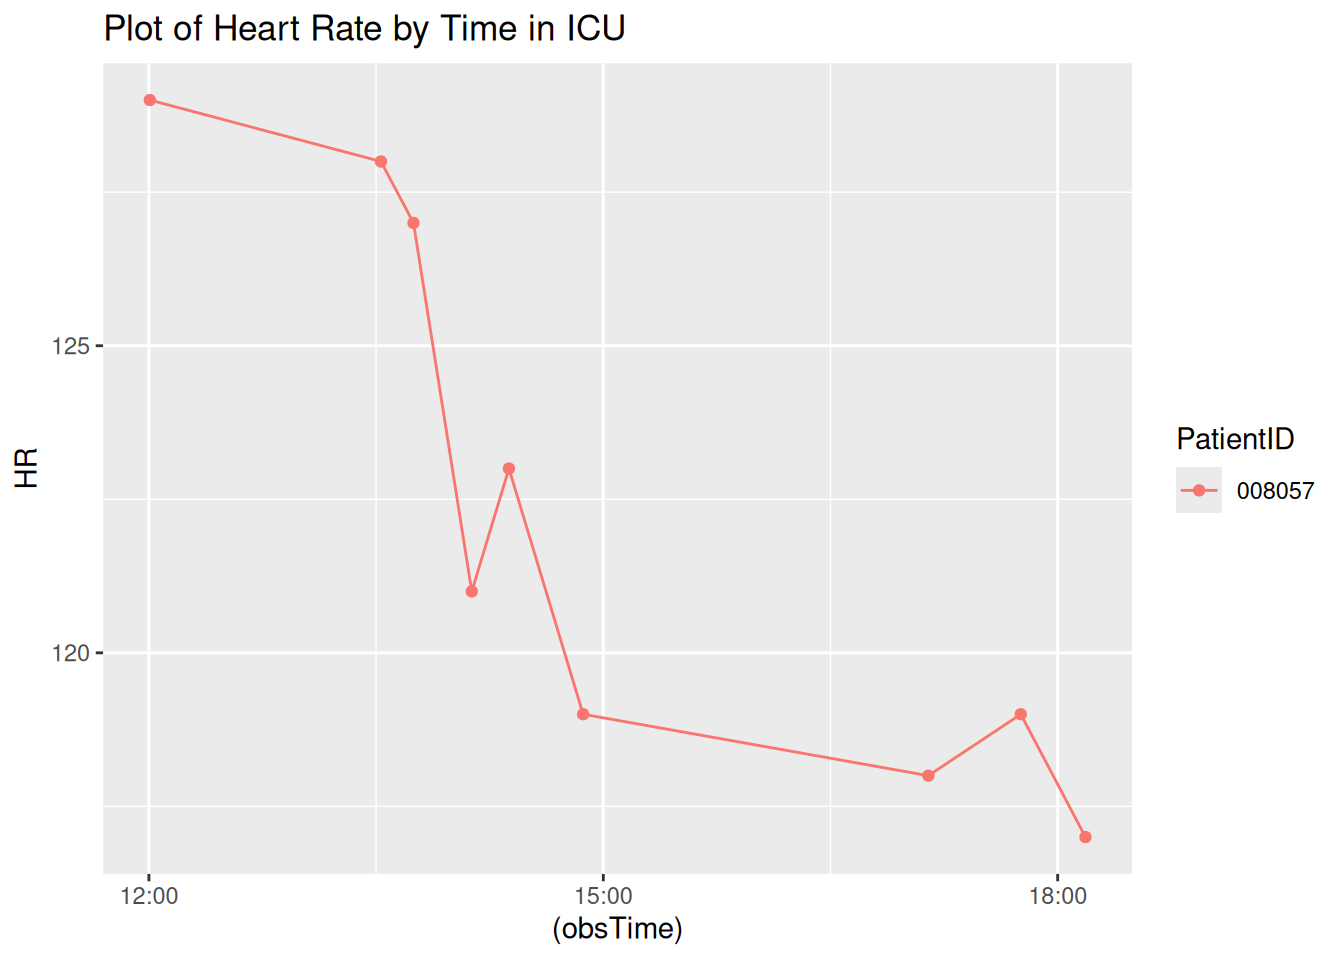 Plot of Heart Rate by Time in ICU
125
120
HR
12:00
15:00
18:00
(obsTime)
PatientID
008057